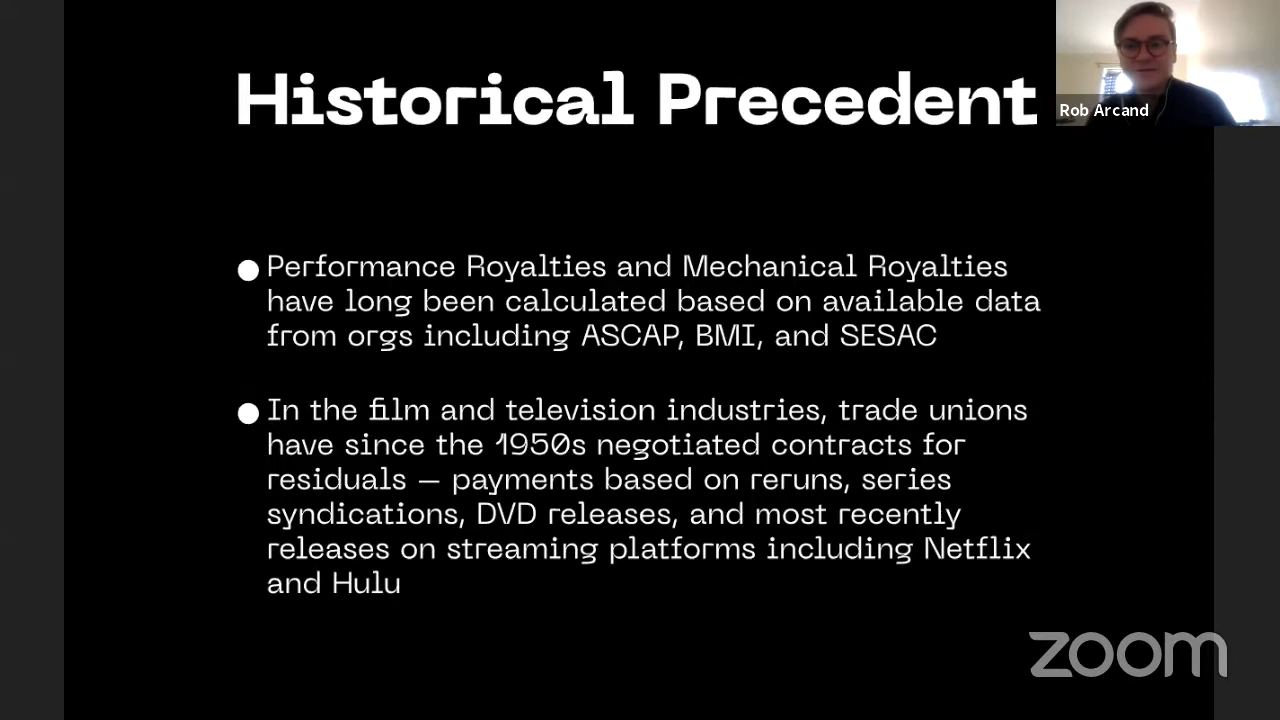 Historical Precedent
Rob Arcand
● Performance Royalties and Mechanical Royalties
have long been calculated based on available data
from orgs including ASCAP, BMI, and SESAC
● In the film and television industries, trade unions
have since the 1950s negotiated contracts for
residuals — payments based on reruns, series
syndications, DVD releases, and most recently
releases on streaming platforms including Netflix
and Hulu
zoom